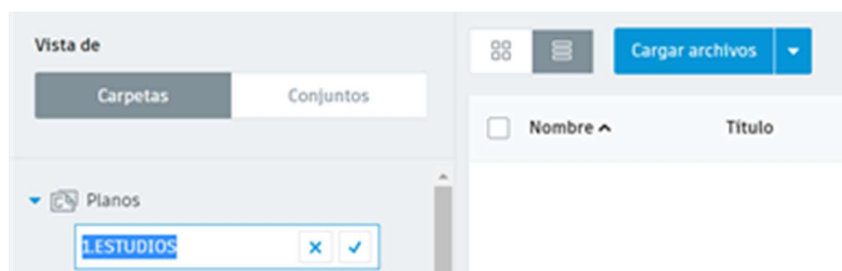 Vista de
Carpetas Conjuntos
Cargar archivos
Nombre Título
Planos
1.ESTUDIOS